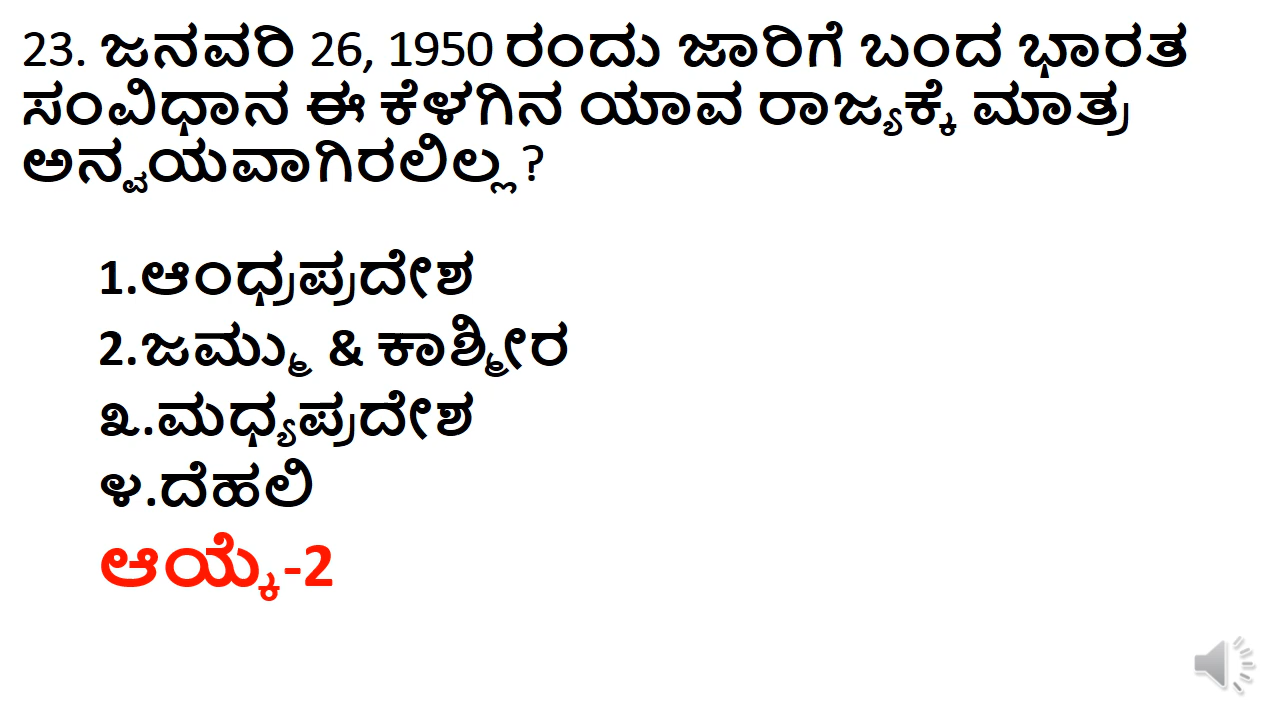 23. ಜನವರಿ 26, 1950 ರಂದು ಜಾರಿಗೆ ಬಂದ ಭಾರತ
ಸಂವಿಧಾನ ಈ ಕೆಳಗಿನ ಯಾವ ರಾಜ್ಯಕ್ಕೆ ಮಾತ್ರ
ಅನ್ವಯವಾಗಿರಲಿಲ್ಲ ?
1.ಆಂಧ್ರಪ್ರದೇಶ
2.ಜಮ್ಮು & ಕಾಶ್ಮೀರ
೩.ಮಧ್ಯಪ್ರದೇಶ
೪.ದೆಹಲಿ
ಆಯ್ಕೆ-2